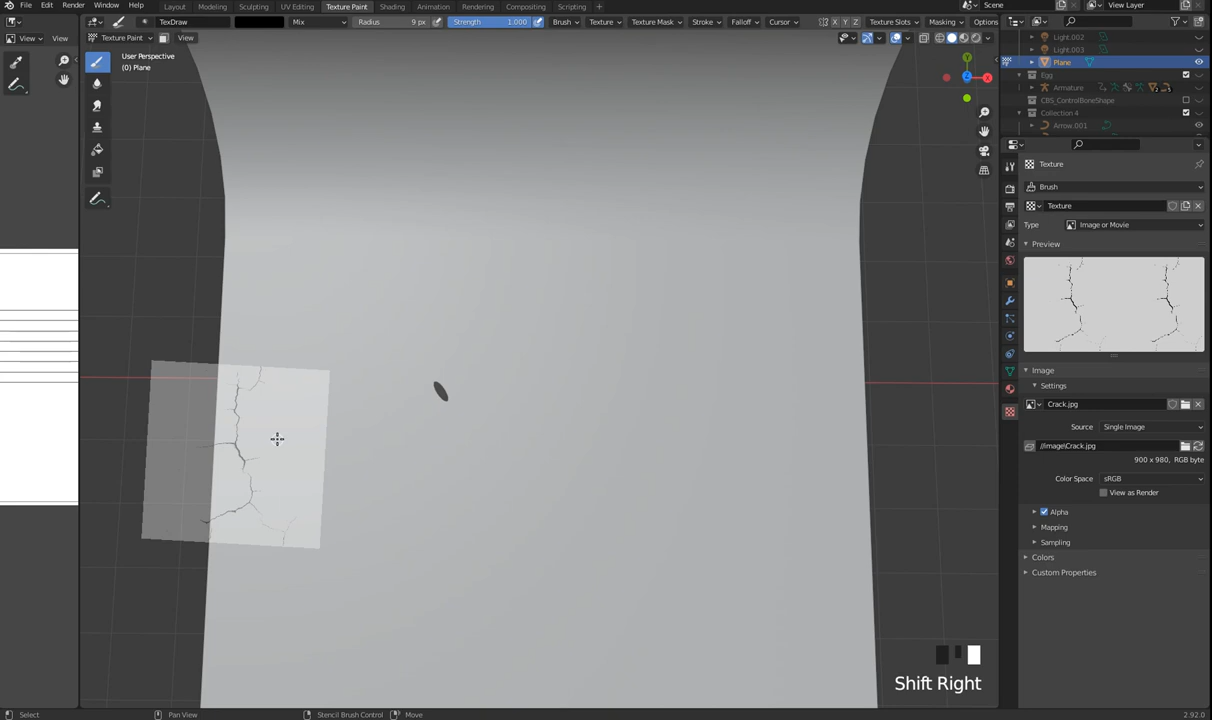 File Edit Render Window Help Layout Modeling Sculpting UV Editing Texture Paint Shading Animation Rendering Compositing Scripting + Scene View Layer
TexDraw Mix Radius 9 px Strength 1.000 Brush Texture Texture Mask Stroke Falloff Cursor X Y Z Texture Slots Masking Options
View View Texture Paint View
User Perspective
(0) Plane
Light.002
Light.003
Plane
Egg
Armature
CBS_ControlBoneShape
Collection 4
Arrow.001
Texture
Brush
Texture
Type Image or Movie
Preview
Image
Settings
Crack.jpg
Source Single Image
//Image\Crack.jpg
900 x 980, RGB byte
Color Space sRGB
View as Render
Alpha
Mapping
Sampling
Colors
Custom Properties
Shift Right
Select Pan View Stencil Brush Control Move 2.92.0